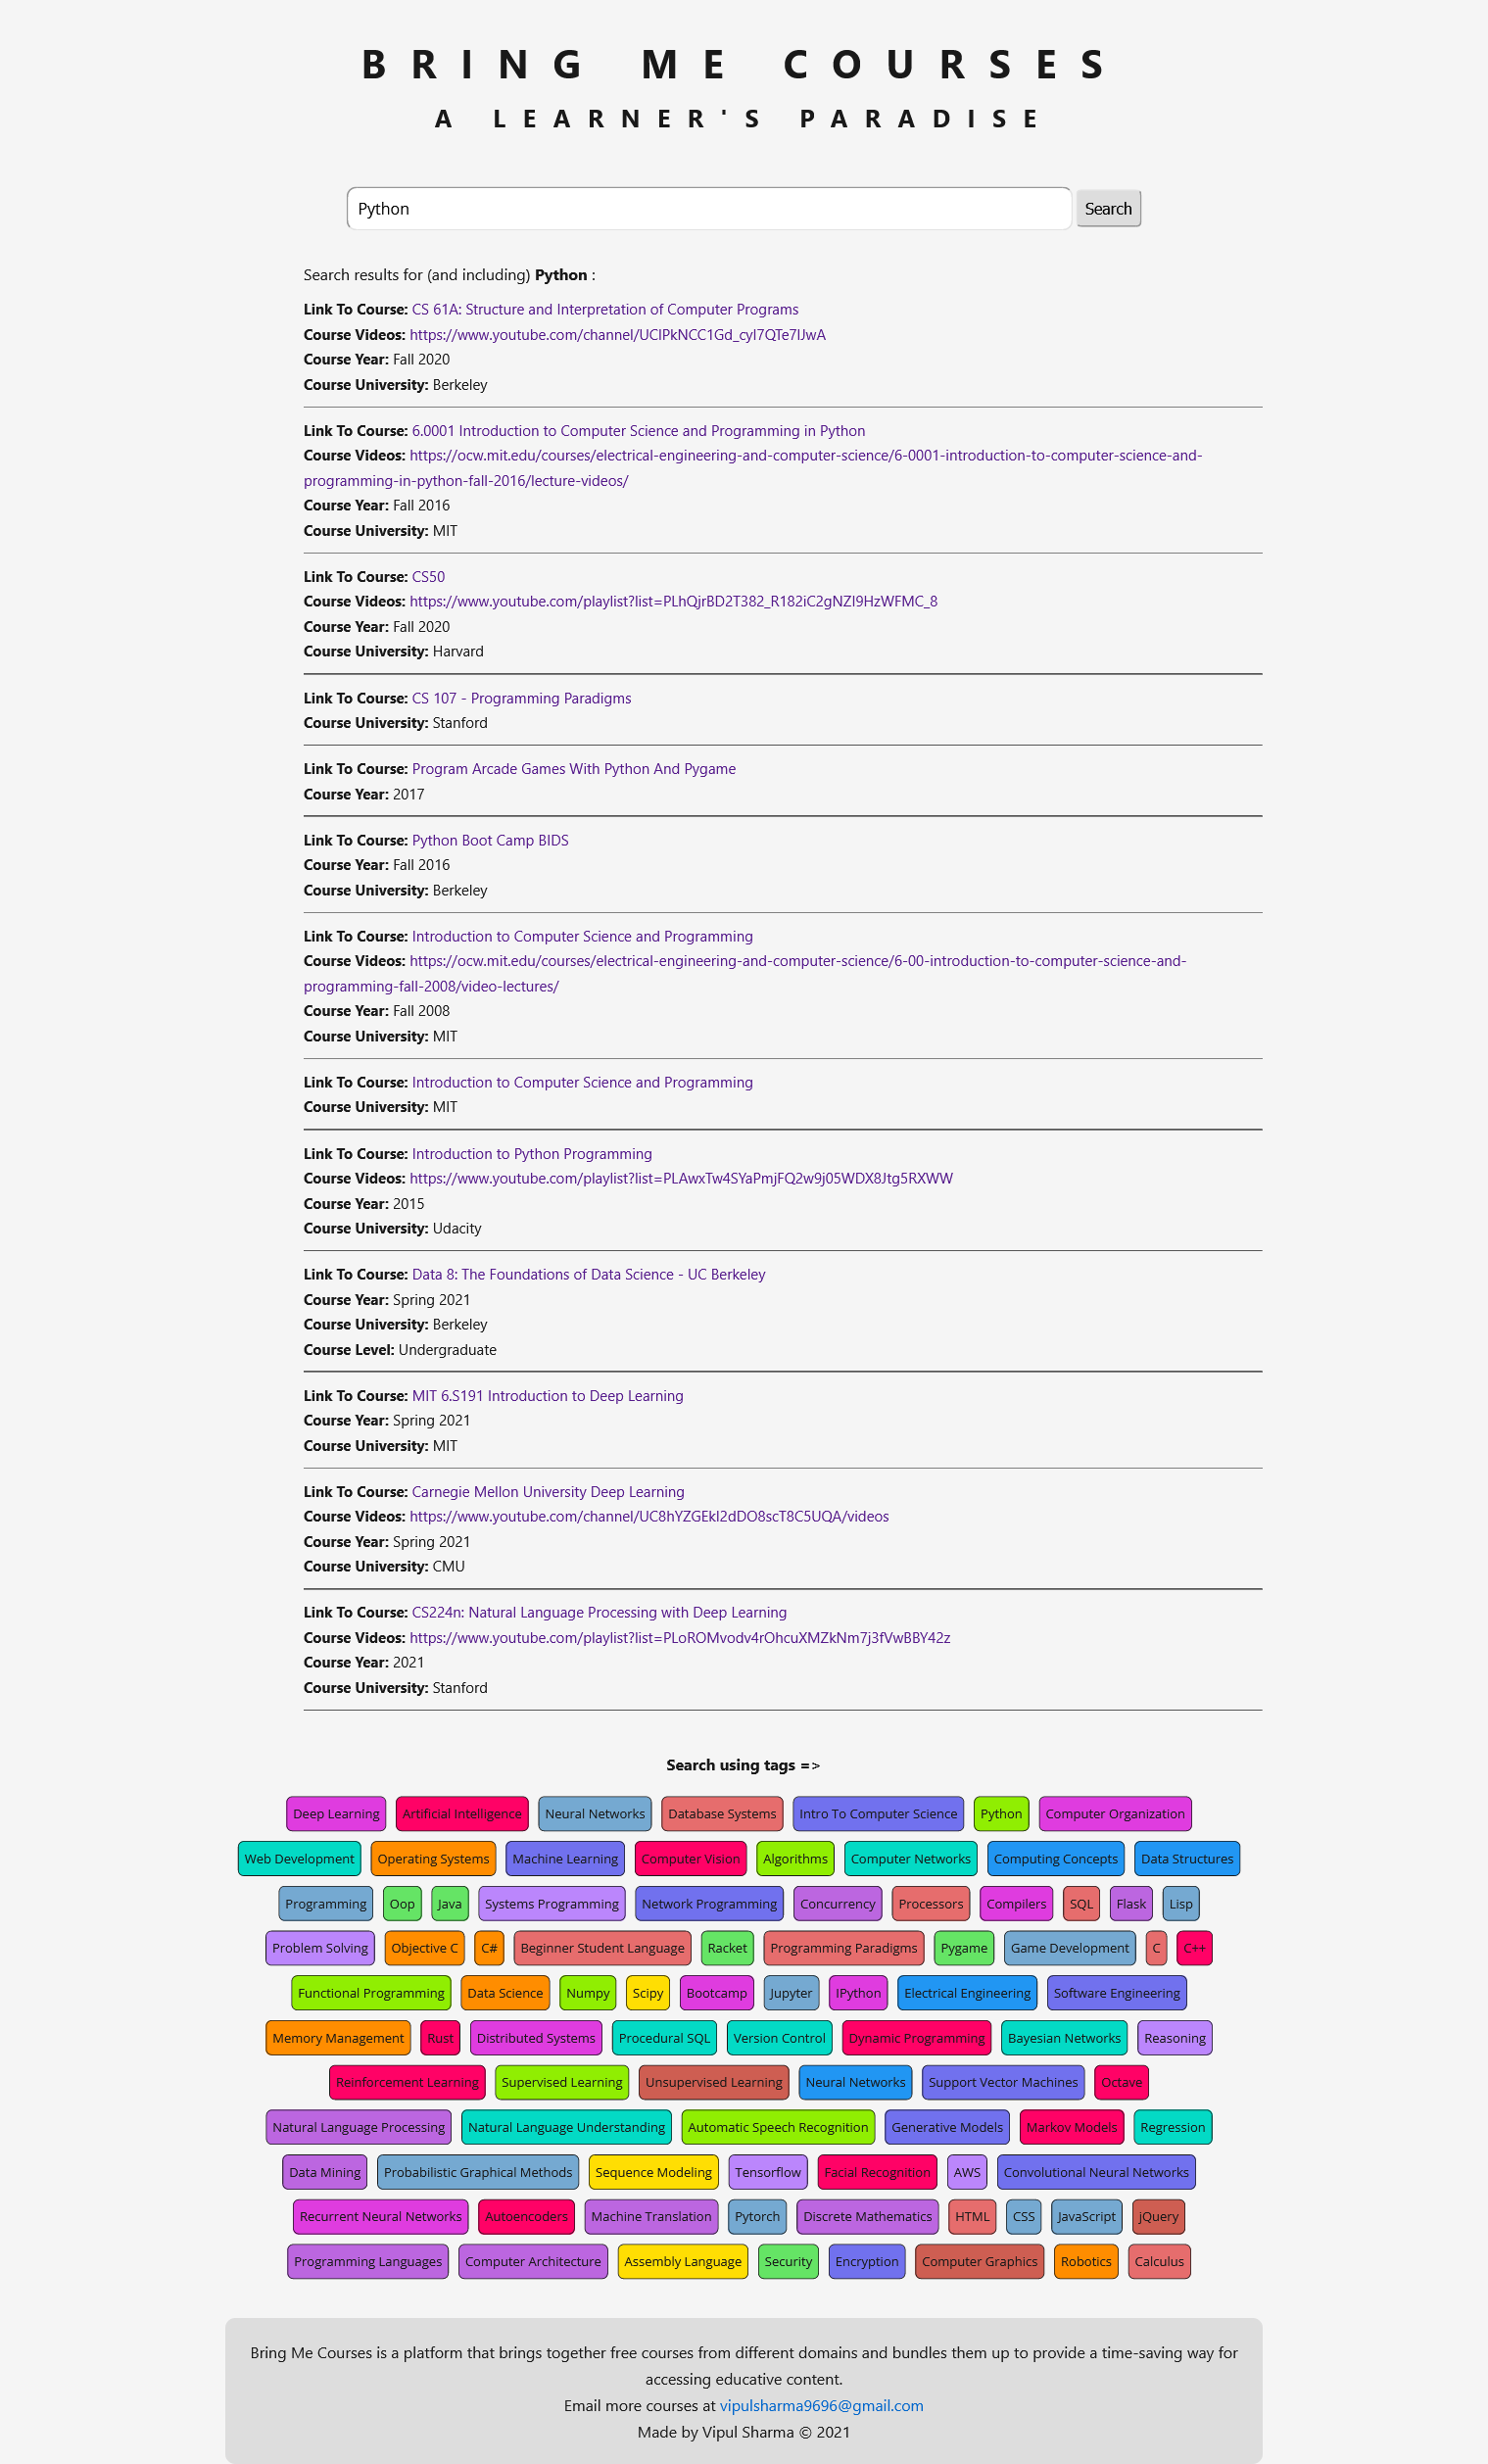 BRING ME COURSES
A LEARNER'S PARADISE
Python
Search
Search results for (and including) Python :
Link To Course: CS 61A: Structure and Interpretation of Computer Programs
Course Videos: https://www.youtube.com/channel/UCIPkNCC1Gd_cyI7QTe7IJwA
Course Year: Fall 2020
Course University: Berkeley
Link To Course: 6.0001 Introduction to Computer Science and Programming in Python
Course Videos: https://ocw.mit.edu/courses/electrical-engineering-and-computer-science/6-0001-introduction-to-computer-science-and-
programming-in-python-fall-2016/lecture-videos/
Course Year: Fall 2016
Course University: MIT
Link To Course: CS50
Course Videos: https://www.youtube.com/playlist?list=PLhQjrBD2T382_R182iC2gNZI9HzWFMC_8
Course Year: Fall 2020
Course University: Harvard
Link To Course: CS 107 - Programming Paradigms
Course University: Stanford
Link To Course: Program Arcade Games With Python And Pygame
Course Year: 2017
Link To Course: Python Boot Camp BIDS
Course Year: Fall 2016
Course University: Berkeley
Link To Course: Introduction to Computer Science and Programming
Course Videos: https://ocw.mit.edu/courses/electrical-engineering-and-computer-science/6-00-introduction-to-computer-science-and-
programming-fall-2008/video-lectures/
Course Year: Fall 2008
Course University: MIT
Link To Course: Introduction to Computer Science and Programming
Course University: MIT
Link To Course: Introduction to Python Programming
Course Videos: https://www.youtube.com/playlist?list=PLAwxTw4SYaPmjFQ2w9j05WDX8Jtg5RXWW
Course Year: 2015
Course University: Udacity
Link To Course: Data 8: The Foundations of Data Science - UC Berkeley
Course Year: Spring 2021
Course University: Berkeley
Course Level: Undergraduate
Link To Course: MIT 6.S191 Introduction to Deep Learning
Course Year: Spring 2021
Course University: MIT
Link To Course: Carnegie Mellon University Deep Learning
Course Videos: https://www.youtube.com/channel/UC8hYZGEkI2dDO8scT8C5UQA/videos
Course Year: Spring 2021
Course University: CMU
Link To Course: CS224n: Natural Language Processing with Deep Learning
Course Videos: https://www.youtube.com/playlist?list=PLoROMvodv4rOhcuXMZkNm7j3fVwBBY42z
Course Year: 2021
Course University: Stanford
Search using tags =>
Deep Learning Artificial Intelligence Neural Networks Database Systems Intro To Computer Science Python Computer Organization
Web Development Operating Systems Machine Learning Computer Vision Algorithms Computer Networks Computing Concepts Data Structures
Programming Oop Java Systems Programming Network Programming Concurrency Processors Compilers SQL Flask Lisp
Problem Solving Objective C C# Beginner Student Language Racket Programming Paradigms Pygame Game Development C C++
Functional Programming Data Science Numpy Scipy Bootcamp Jupyter IPython Electrical Engineering Software Engineering
Memory Management Rust Distributed Systems Procedural SQL Version Control Dynamic Programming Bayesian Networks Reasoning
Reinforcement Learning Supervised Learning Unsupervised Learning Neural Networks Support Vector Machines Octave
Natural Language Processing Natural Language Understanding Automatic Speech Recognition Generative Models Markov Models Regression
Data Mining Probabilistic Graphical Methods Sequence Modeling Tensorflow Facial Recognition AWS Convolutional Neural Networks
Recurrent Neural Networks Autoencoders Machine Translation Pytorch Discrete Mathematics HTML CSS JavaScript jQuery
Programming Languages Computer Architecture Assembly Language Security Encryption Computer Graphics Robotics Calculus
Bring Me Courses is a platform that brings together free courses from different domains and bundles them up to provide a time-saving way for
accessing educative content.
Email more courses at vipulsharma9696@gmail.com
Made by Vipul Sharma © 2021